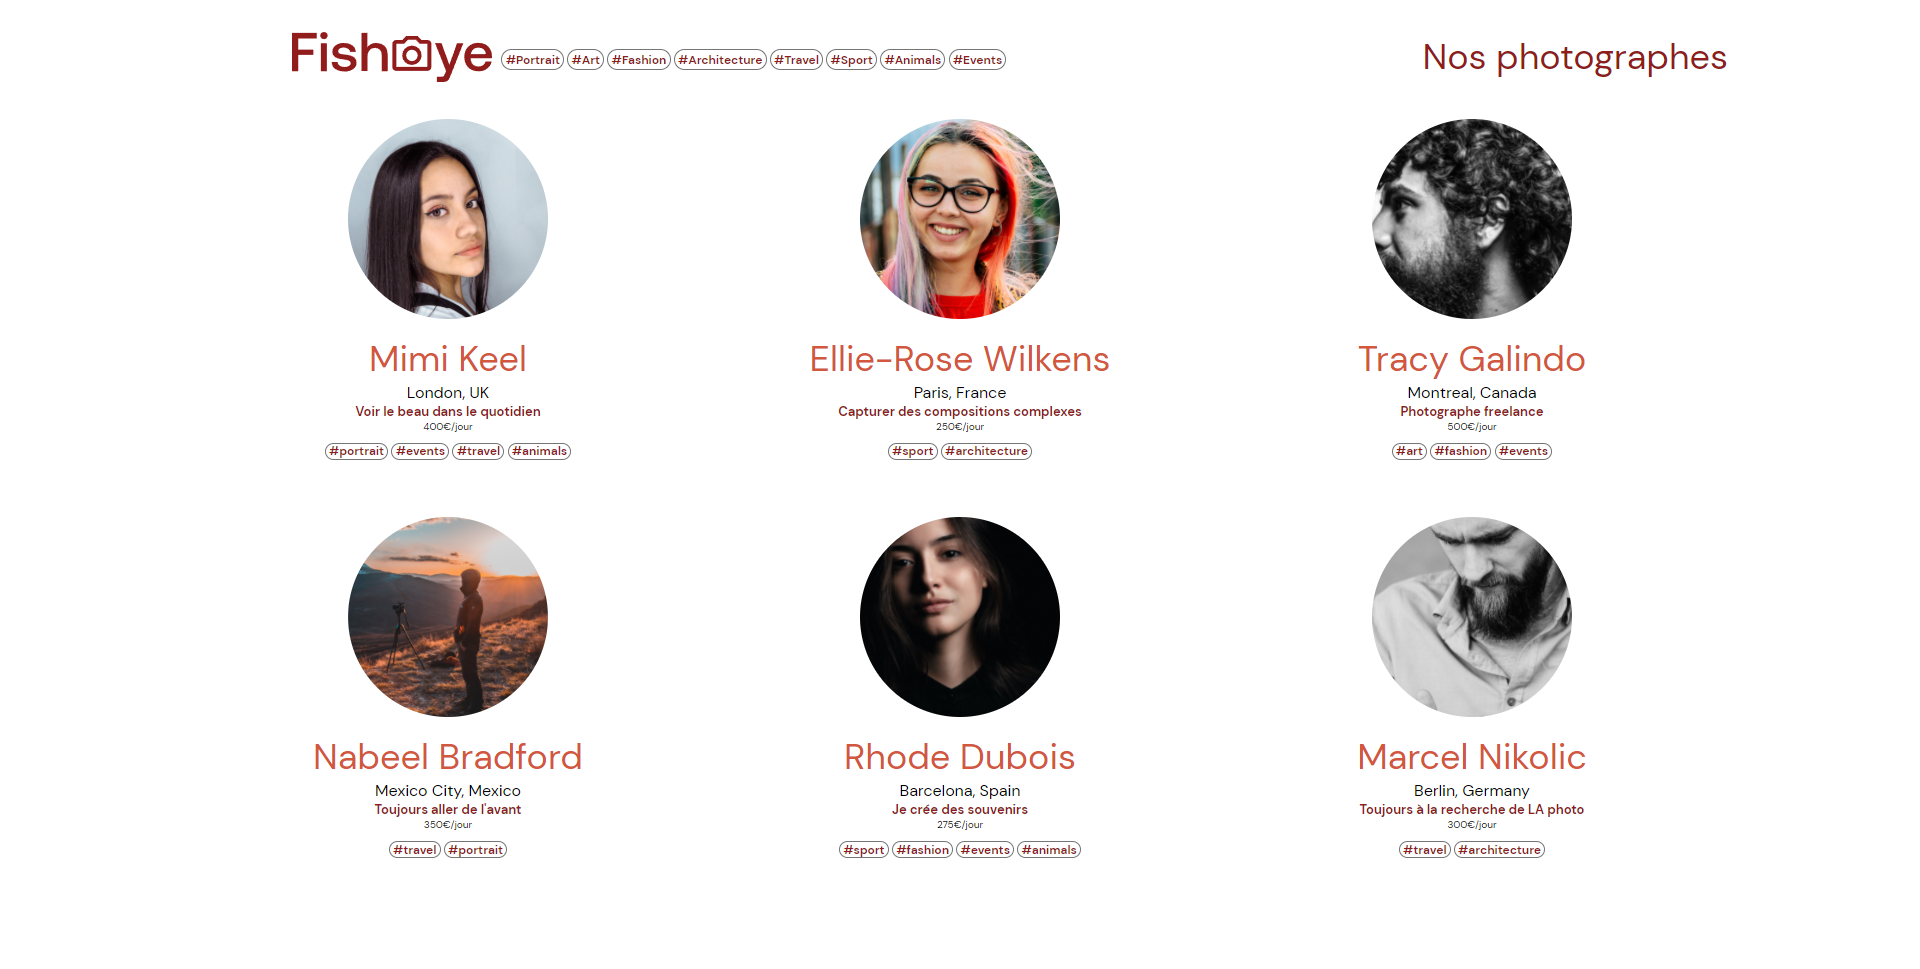 Fisheye #Portrait #Art #Fashion #Architecture #Travel #Sport #Animals #Events Nos photographes
Mimi Keel
London, UK
Voir le beau dans le quotidien
400€/jour
#portrait #events #travel #animals
Ellie-Rose Wilkens
Paris, France
Capturer des compositions complexes
250€/jour
#sport #architecture
Tracy Galindo
Montreal, Canada
Photographe freelance
500€/jour
#art #fashion #events
Nabeel Bradford
Mexico City, Mexico
Toujours aller de l'avant
350€/jour
#travel #portrait
Rhode Dubois
Barcelona, Spain
Je crée des souvenirs
275€/jour
#sport #fashion #events #animals
Marcel Nikolic
Berlin, Germany
Toujours à la recherche de LA photo
300€/jour
#travel #architecture